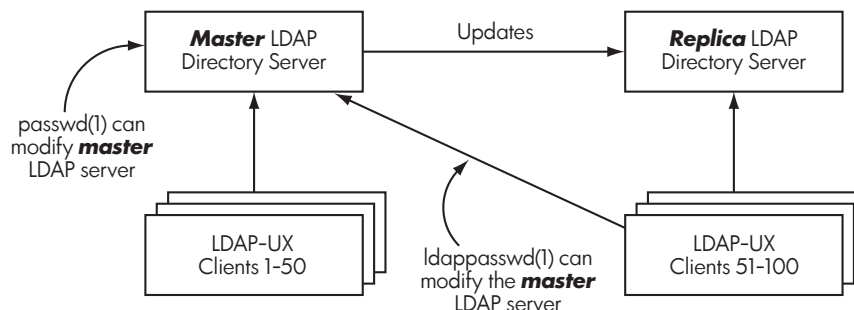 Master LDAP
Directory Server
Updates
Replica LDAP
Directory Server
passwd(1) can
modify master
LDAP server
LDAP-UX
Clients 1-50
ldappasswd(1) can
modify the master
LDAP server
LDAP-UX
Clients 51-100